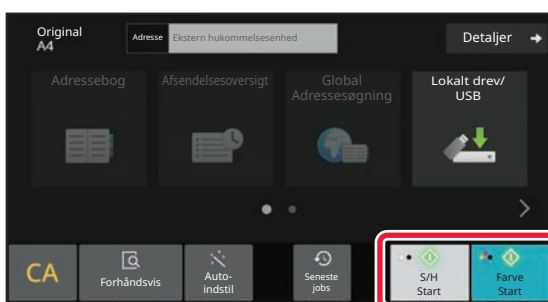 Original
A4
Adresse
Ekstern hukommelsesenhed
Detaljer
Adressebog
Afsendelsesoversigt
Global
Adressesøgning
Lokalt drev/
USB
CA
Forhåndsvis
Auto-
indstil
Seneste
jobs
S/H
Start
Farve
Start